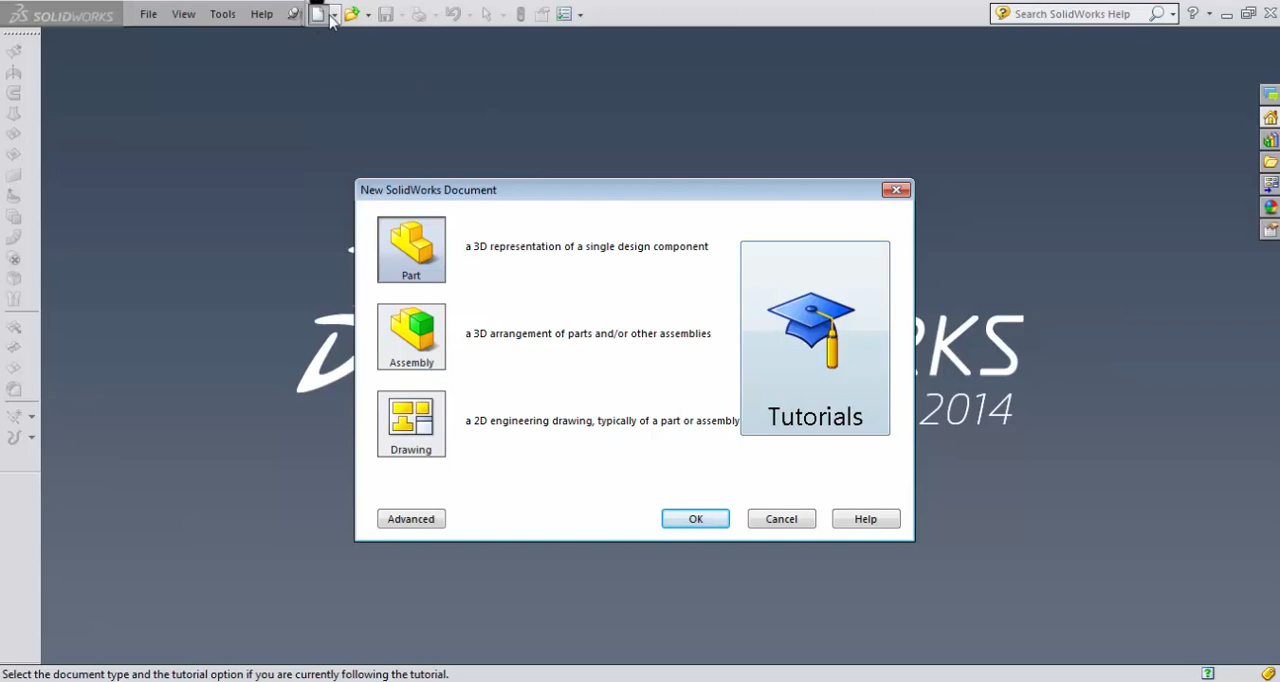 SOLIDWORKS File View Tools Help Search SolidWorks Help
New SolidWorks Document
Part a 3D representation of a single design component
Assembly a 3D arrangement of parts and/or other assemblies
Drawing a 2D engineering drawing, typically of a part or assembly
Tutorials
RKS
2014
Advanced OK Cancel Help
Select the document type and the tutorial option if you are currently following the tutorial.